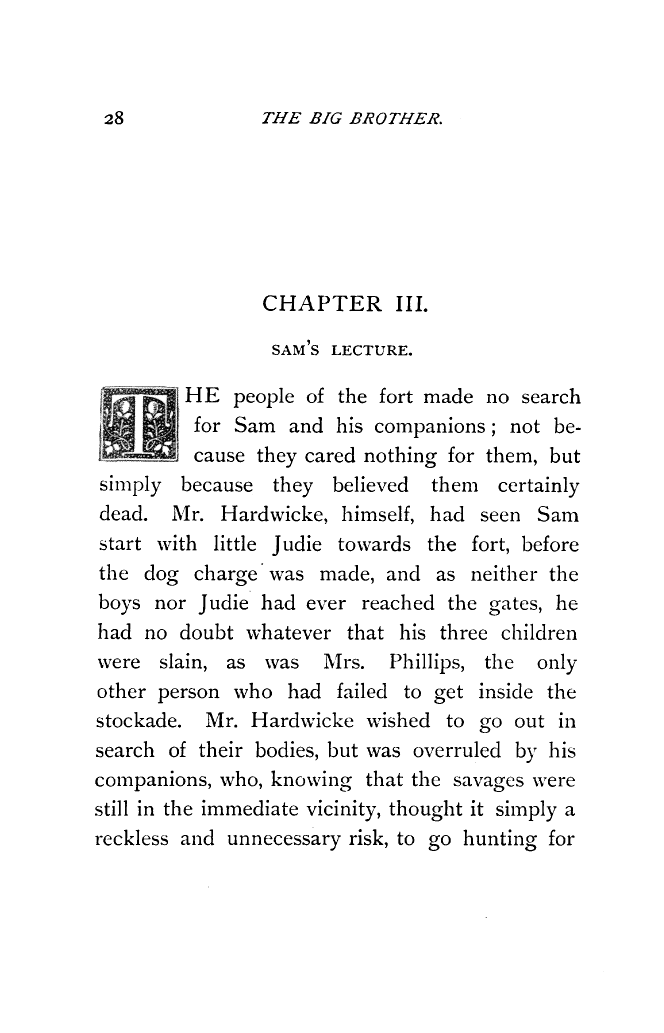 28 THE BIG BROTHER.
CHAPTER III.
SAM'S LECTURE.
THE people of the fort made no search
for Sam and his companions; not be-
cause they cared nothing for them, but
simply because they believed them certainly
dead. Mr. Hardwicke, himself, had seen Sam
start with little Judie towards the fort, before
the dog charge was made, and as neither the
boys nor Judie had ever reached the gates, he
had no doubt whatever that his three children
were slain, as was Mrs. Phillips, the only
other person who had failed to get inside the
stockade. Mr. Hardwicke wished to go out in
search of their bodies, but was overruled by his
companions, who, knowing that the savages were
still in the immediate vicinity, thought it simply a
reckless and unnecessary risk, to go hunting for